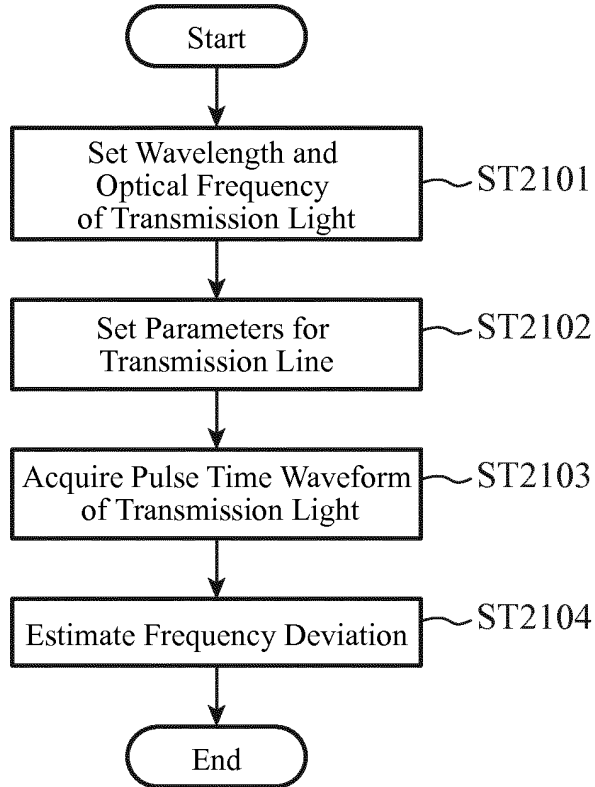 Start
Set Wavelength and
Optical Frequency
of Transmission Light
ST2101
Set Parameters for
Transmission Line
ST2102
Acquire Pulse Time Waveform
of Transmission Light
ST2103
Estimate Frequency Deviation
ST2104
End